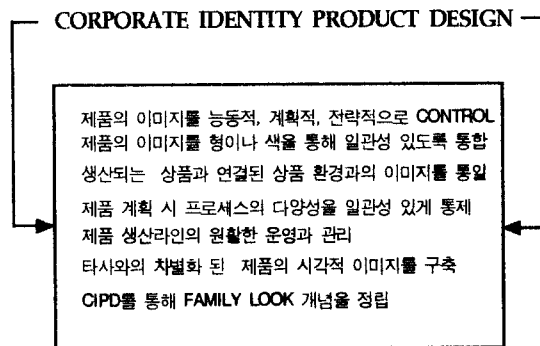 CORPORATE IDENTITY PRODUCT DESIGN
제품의 이미지를 능동적, 계획적, 전략적으로 CONTROL
제품의 이미지를 형이나 색을 통해 일관성 있도록 통합
생산되는 상품과 연결된 상품 환경과의 이미지를 통일
제품 계획 시 프로세스의 다양성을 일관성 있게 통제
제품 생산라인의 원활한 운영과 관리
타사와의 차별화 된 제품의 시각적 이미지를 구축
CIPD를 통해 FAMILY LOOK 개념을 정립